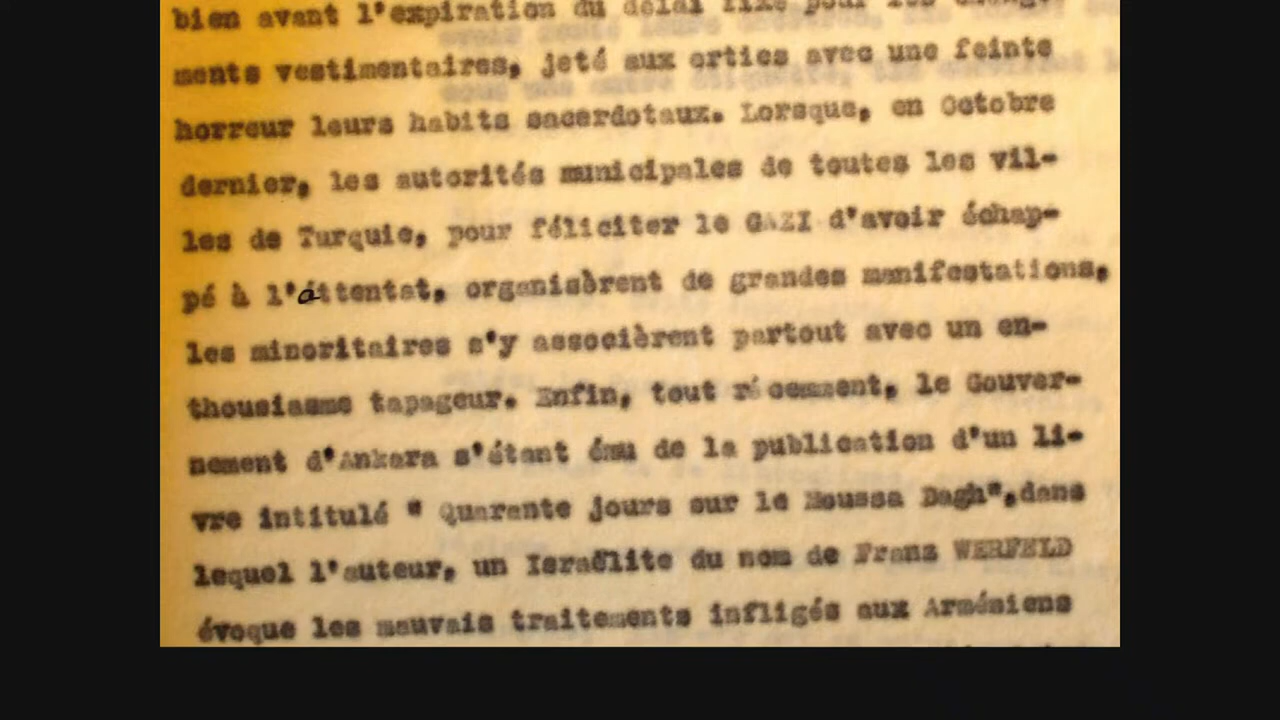 bien avant l'expiration du délai fixé pour les change-
ments vestimentaires, jeté aux orties avec une feinte
horreur leurs habits sacerdotaux. Lorsque, en Octobre
dernier, les autorités municipales de toutes les vil-
les de Turquie, pour féliciter le GAZI d'avoir échap-
pé à l'attentat, organisèrent de grandes manifestations,
les minoritaires s'y associèrent partout avec un en-
thousiasme tapageur. Enfin, tout récemment, le Gouver-
nement d'Ankara s'étant ému de la publication d'un li-
vre intitulé " Quarante jours sur le Moussa Dagh", dans
lequel l'auteur, un Israëlite du nom de Franz WERFELD
évoque les mauvais traitements infligés aux Arméniens